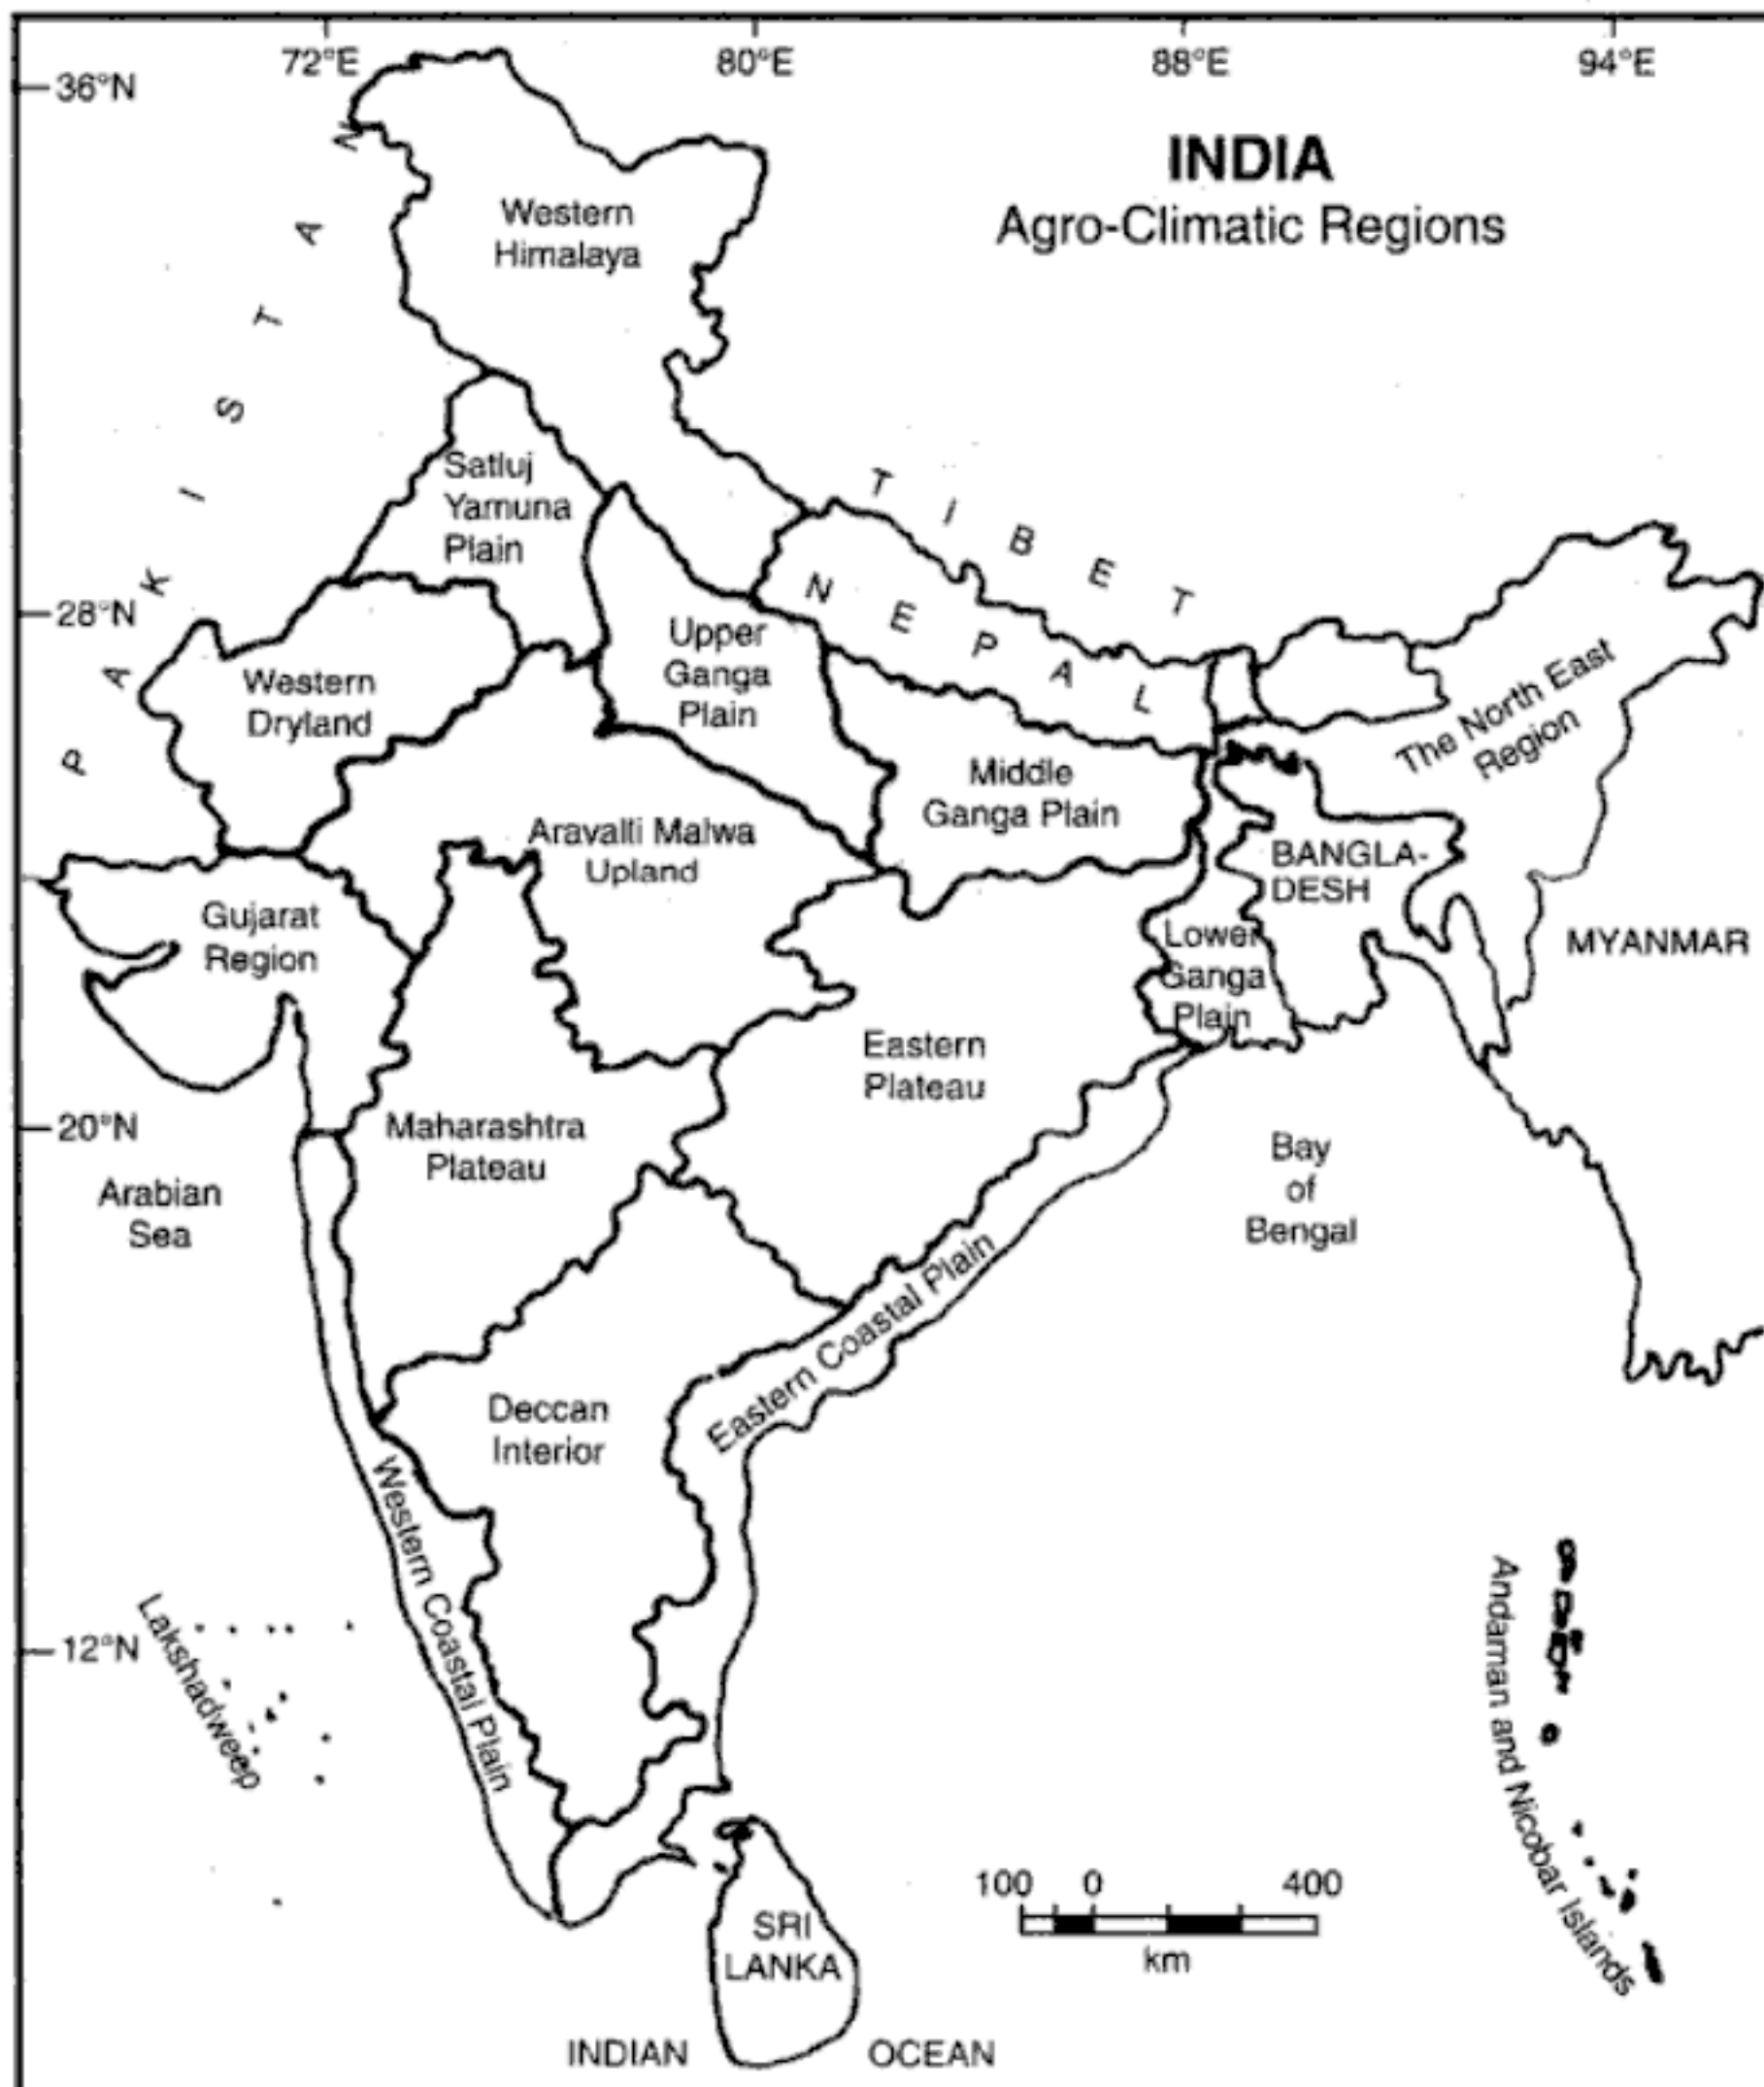 72°E
80°E
88°E
94°E
36°N
INDIA
Agro-Climatic Regions
Western
Himalaya
PAKISTAN
Satluj
Yamuna
Plain
TIBET
NEPAL
28°N
Upper
Ganga
Plain
Western
Dryland
The North East
Region
Middle
Ganga Plain
Aravalli Malwa
Upland
BANGLA-
DESH
Gujarat
Region
Lower
Ganga
Plain
MYANMAR
Eastern
Plateau
20°N
Maharashtra
Plateau
Arabian
Sea
Bay
of
Bengal
Eastern Coastal Plain
Deccan
Interior
Western Coastal Plain
12°N
Lakshadweep
Andaman and Nicobar Islands
100 0 400
km
SRI
LANKA
INDIAN OCEAN